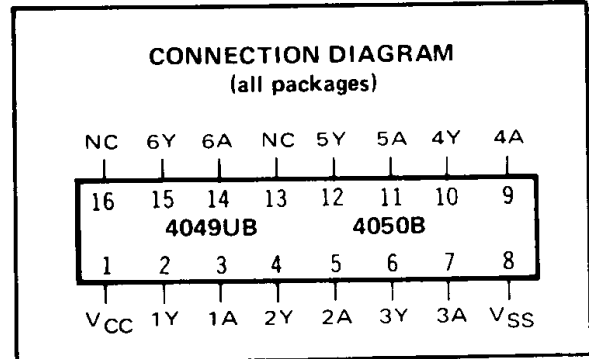 CONNECTION DIAGRAM
(all packages)
NC 6Y 6A NC 5Y 5A 4Y 4A
16 15 14 13 12 11 10 9
4049UB 4050B
1 2 3 4 5 6 7 8
VCC 1Y 1A 2Y 2A 3Y 3A VSS